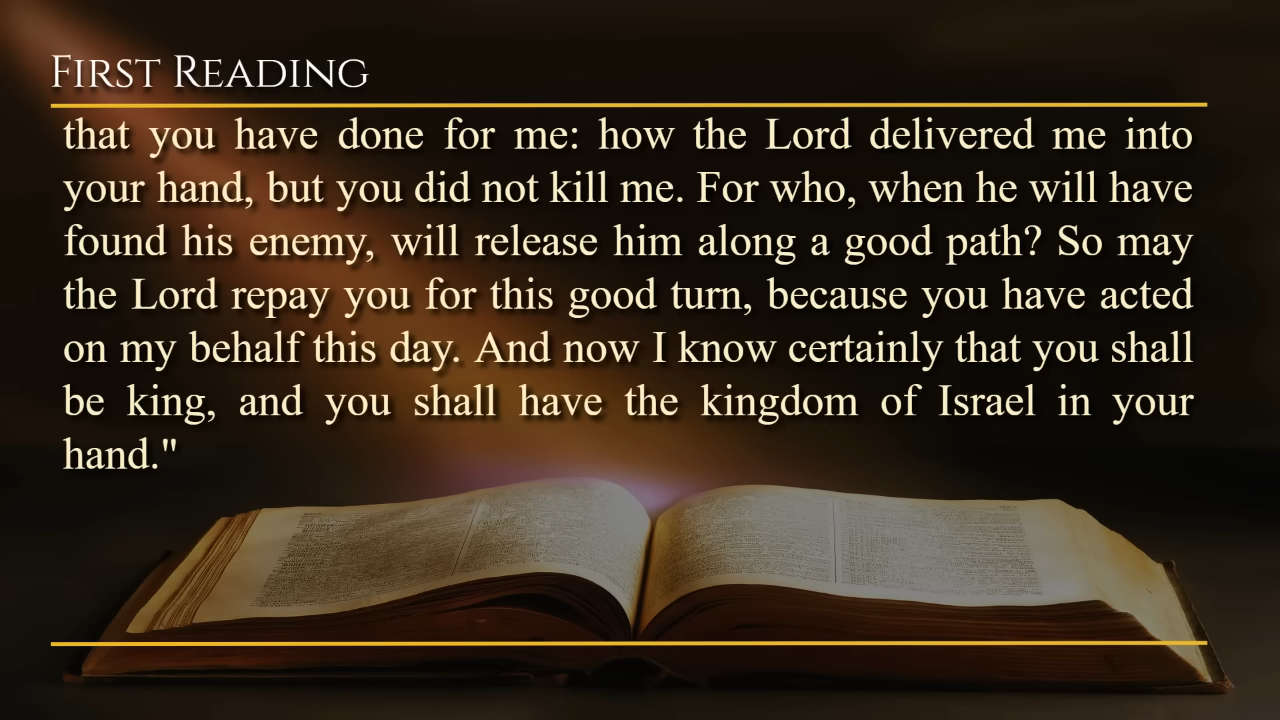 First Reading
that you have done for me: how the Lord delivered me into
your hand, but you did not kill me. For who, when he will have
found his enemy, will release him along a good path? So may
the Lord repay you for this good turn, because you have acted
on my behalf this day. And now I know certainly that you shall
be king, and you shall have the kingdom of Israel in your
hand."